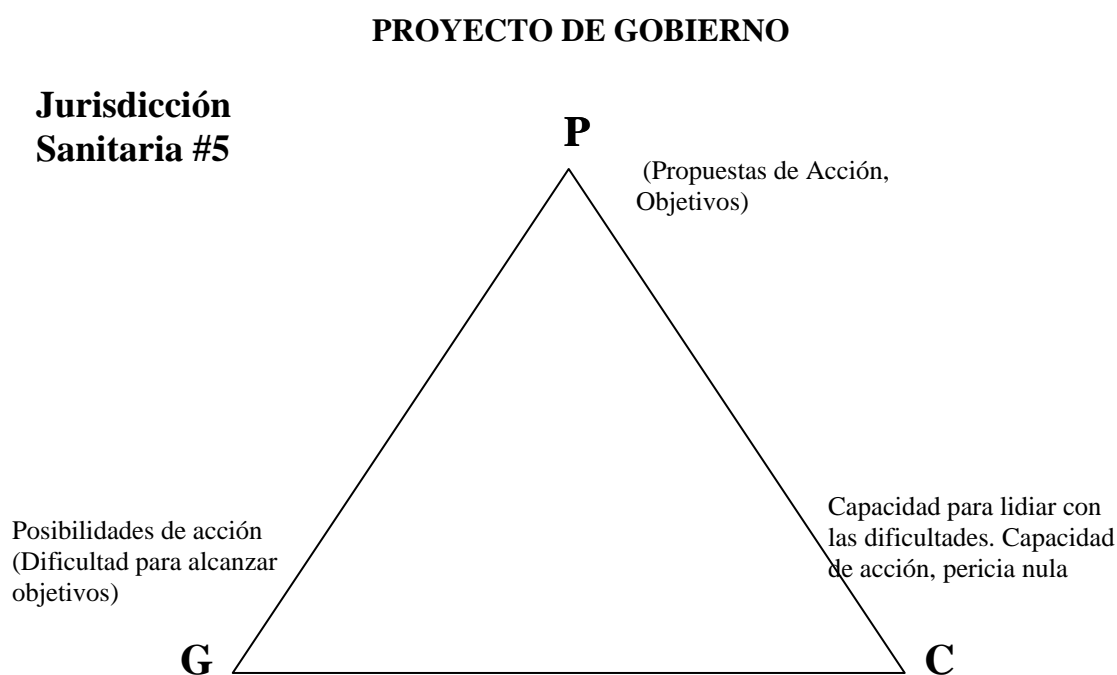 PROYECTO DE GOBIERNO
Jurisdicción
Sanitaria #5
P
(Propuestas de Acción,
Objetivos)
Posibilidades de acción
(Dificultad para alcanzar
objetivos)
Capacidad para lidiar con
las dificultades. Capacidad
de acción, pericia nula
G
C